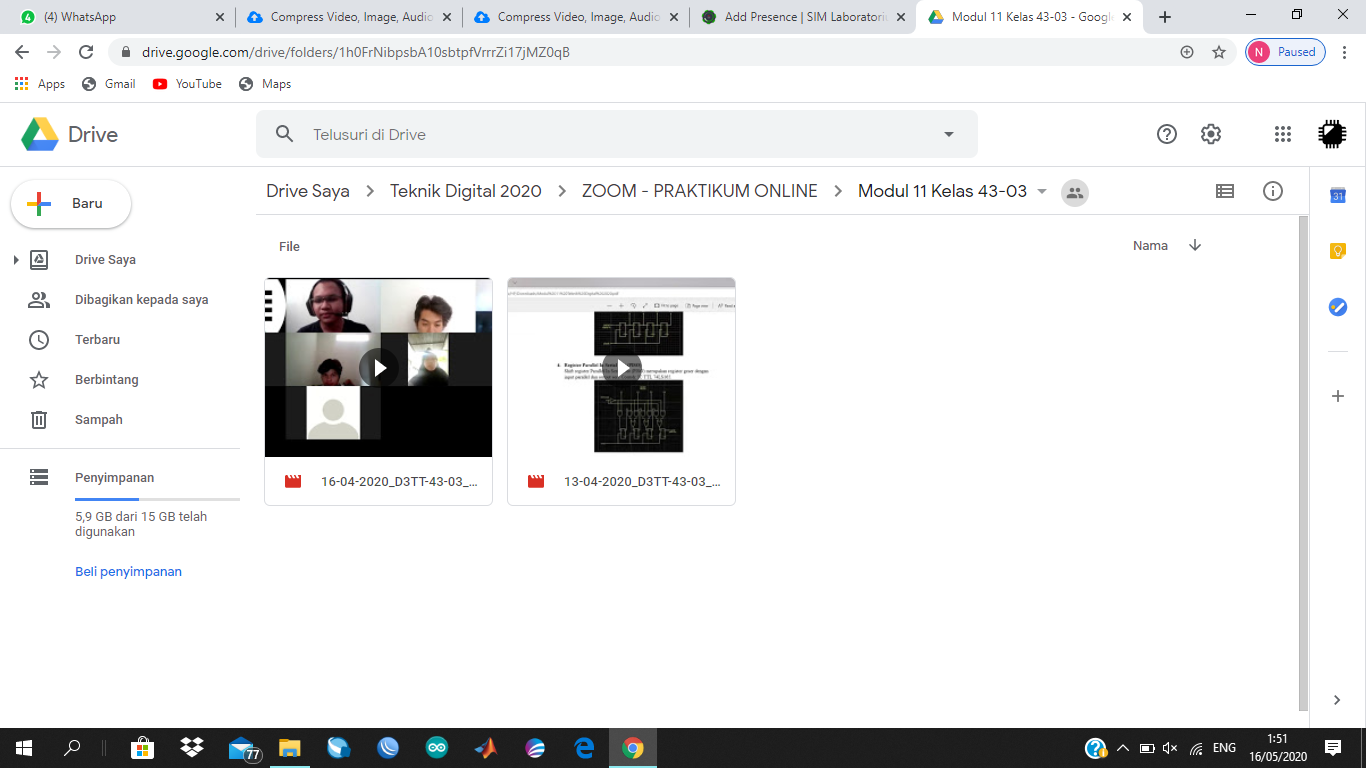 (4) WhatsApp
Compress Video, Image, Audio
Compress Video, Image, Audio
Add Presence | SIM Laboratori
Modul 11 Kelas 43-03 - Google
drive.google.com/drive/folders/1h0FrNibpsbA10sbtpfVrrrZi17jMZ0qB
N
Paused
Apps
Gmail
YouTube
Maps
Drive
Telusuri di Drive
Baru
Drive Saya
Teknik Digital 2020
ZOOM - PRAKTIKUM ONLINE
Modul 11 Kelas 43-03
31
File
Nama
Drive Saya
Dibagikan kepada saya
Terbaru
Berbintang
Sampah
Penyimpanan
5,9 GB dari 15 GB telah
digunakan
Beli penyimpanan
16-04-2020_D3TT-43-03_...
13-04-2020_D3TT-43-03_...
77
ENG
1:51
16/05/2020